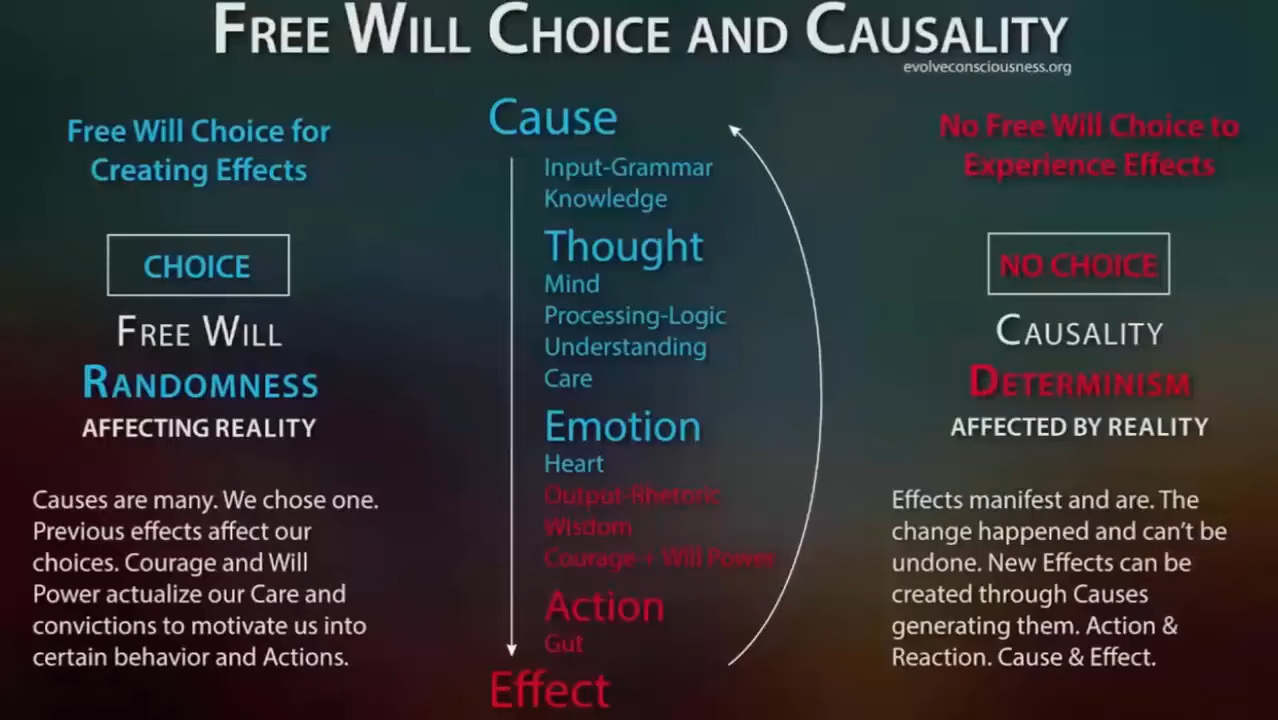 FREE WILL CHOICE AND CAUSALITY
evolveconsciousness.org
Free Will Choice for
Creating Effects
CHOICE
FREE WILL
RANDOMNESS
AFFECTING REALITY
Causes are many. We chose one.
Previous effects affect our
choices. Courage and Will
Power actualize our Care and
convictions to motivate us into
certain behavior and Actions.
Cause
Input-Grammar
Knowledge
Thought
Mind
Processing-Logic
Understanding
Care
Emotion
Heart
Output-Rhetoric
Wisdom
Courage + Will Power
Action
Gut
Effect
No Free Will Choice to
Experience Effects
NO CHOICE
CAUSALITY
DETERMINISM
AFFECTED BY REALITY
Effects manifest and are. The
change happened and can't be
undone. New Effects can be
created through Causes
generating them. Action &
Reaction. Cause & Effect.